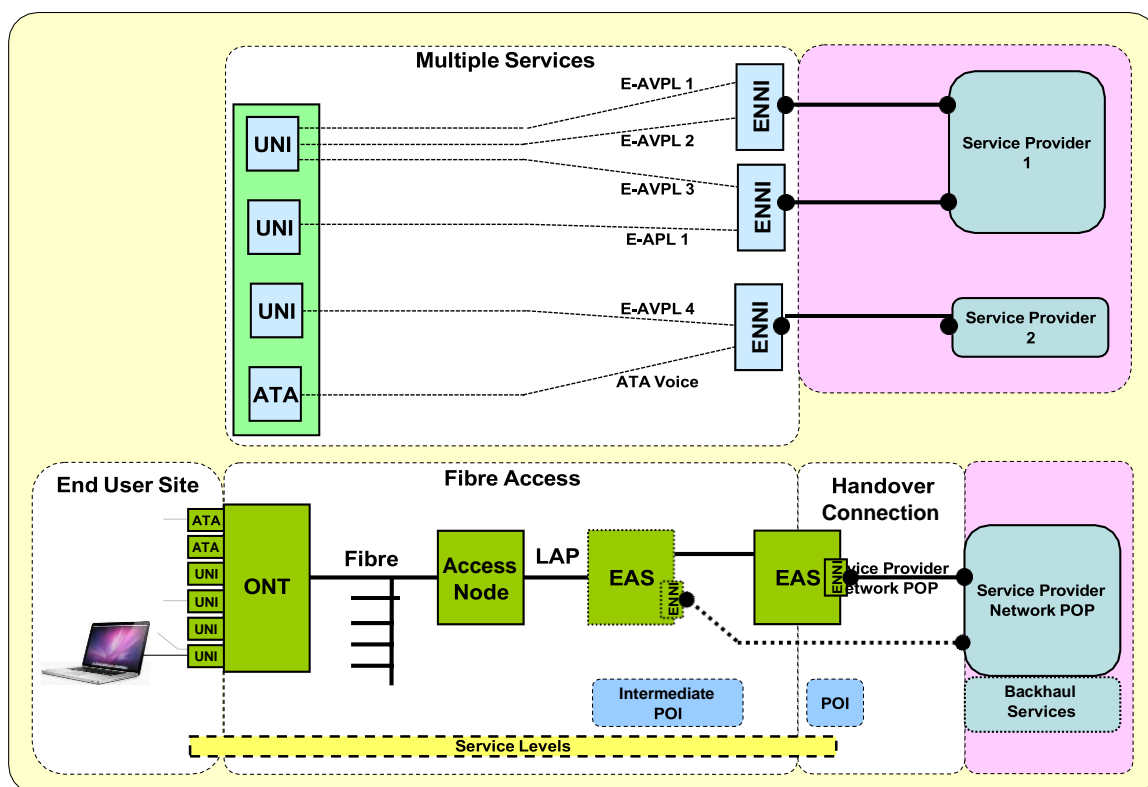 Multiple Services
E-AVPL 1
UNI
ENNI
E-AVPL 2
Service Provider
1
E-AVPL 3
ENNI
UNI
E-APL 1
UNI
E-AVPL 4
ENNI
Service Provider
2
ATA
ATA Voice
End User Site
Fibre Access
Handover
Connection
ATA
ATA
UNI
UNI
UNI
UNI
ONT
Fibre
Access
Node
LAP
EAS
ENNI
EAS
ENNI
Service Provider
Network POP
Service Provider
Network POP
Intermediate
POI
POI
Backhaul
Services
Service Levels